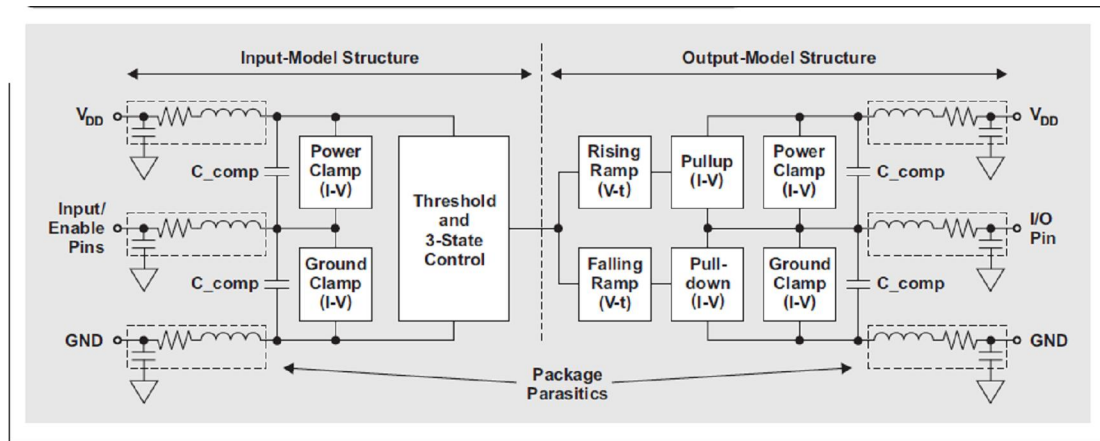 Input-Model Structure
Output-Model Structure
VDD
C_comp
Power
Clamp
(I-V)
Input/
Enable
Pins
C_comp
Ground
Clamp
(I-V)
GND
Threshold
and
3-State
Control
Rising
Ramp
(V-t)
Pullup
(I-V)
Power
Clamp
(I-V)
C_comp
VDD
Falling
Ramp
(V-t)
Pull-
down
(I-V)
Ground
Clamp
(I-V)
C_comp
I/O
Pin
GND
Package
Parasitics